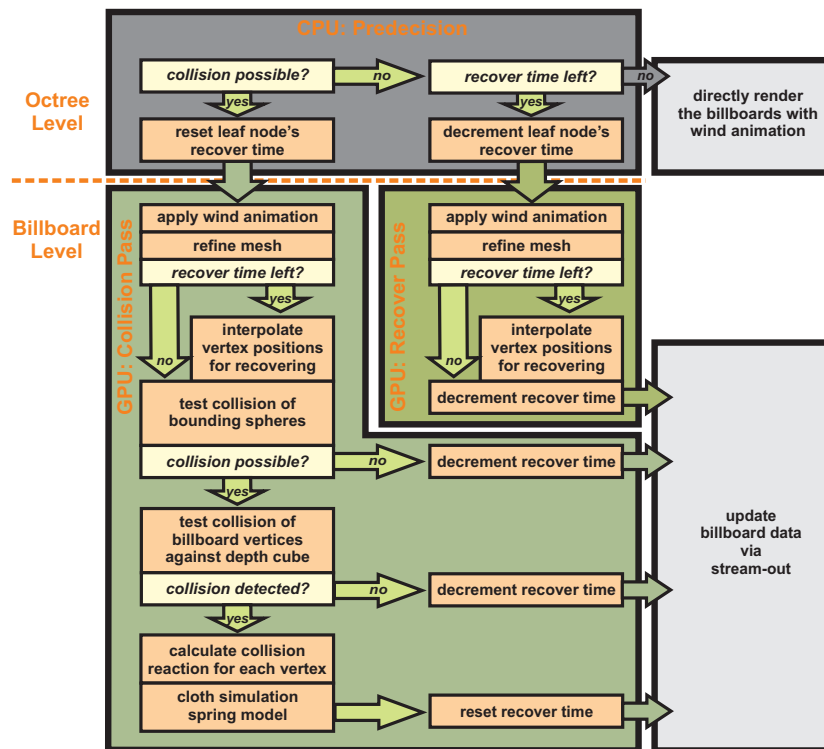 CPU: Predecision
Octree
Level
collision possible?
no
recover time left?
no
yes
yes
reset leaf node's
recover time
decrement leaf node's
recover time
directly render
the billboards with
wind animation
Billboard
Level
GPU: Collision Pass
apply wind animation
refine mesh
recover time left?
yes
no
interpolate
vertex positions
for recovering
test collision of
bounding spheres
collision possible?
no
decrement recover time
yes
test collision of
billboard vertices
against depth cube
collision detected?
no
decrement recover time
yes
calculate collision
reaction for each vertex
cloth simulation
spring model
reset recover time
GPU: Recover Pass
apply wind animation
refine mesh
recover time left?
yes
no
interpolate
vertex positions
for recovering
decrement recover time
update
billboard data
via
stream-out